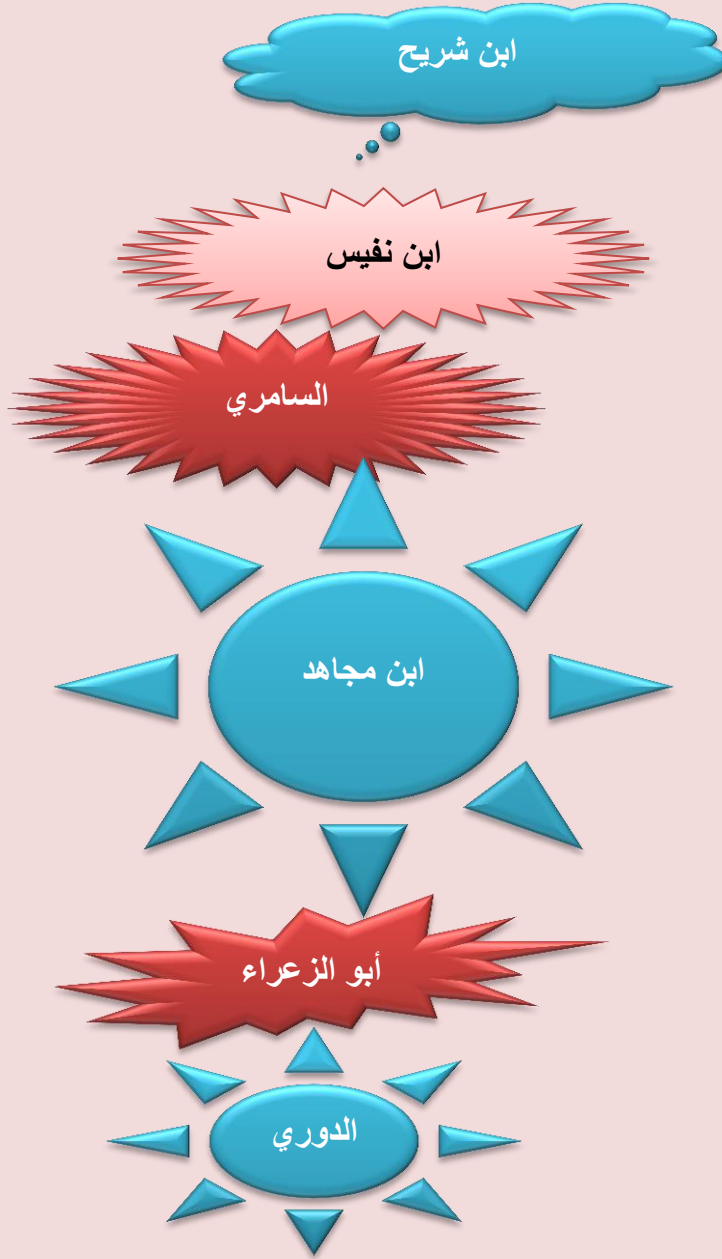 ابن شريح
ابن نفيس
السامري
ابن مجاهد
أبو الزعراء
الدوري